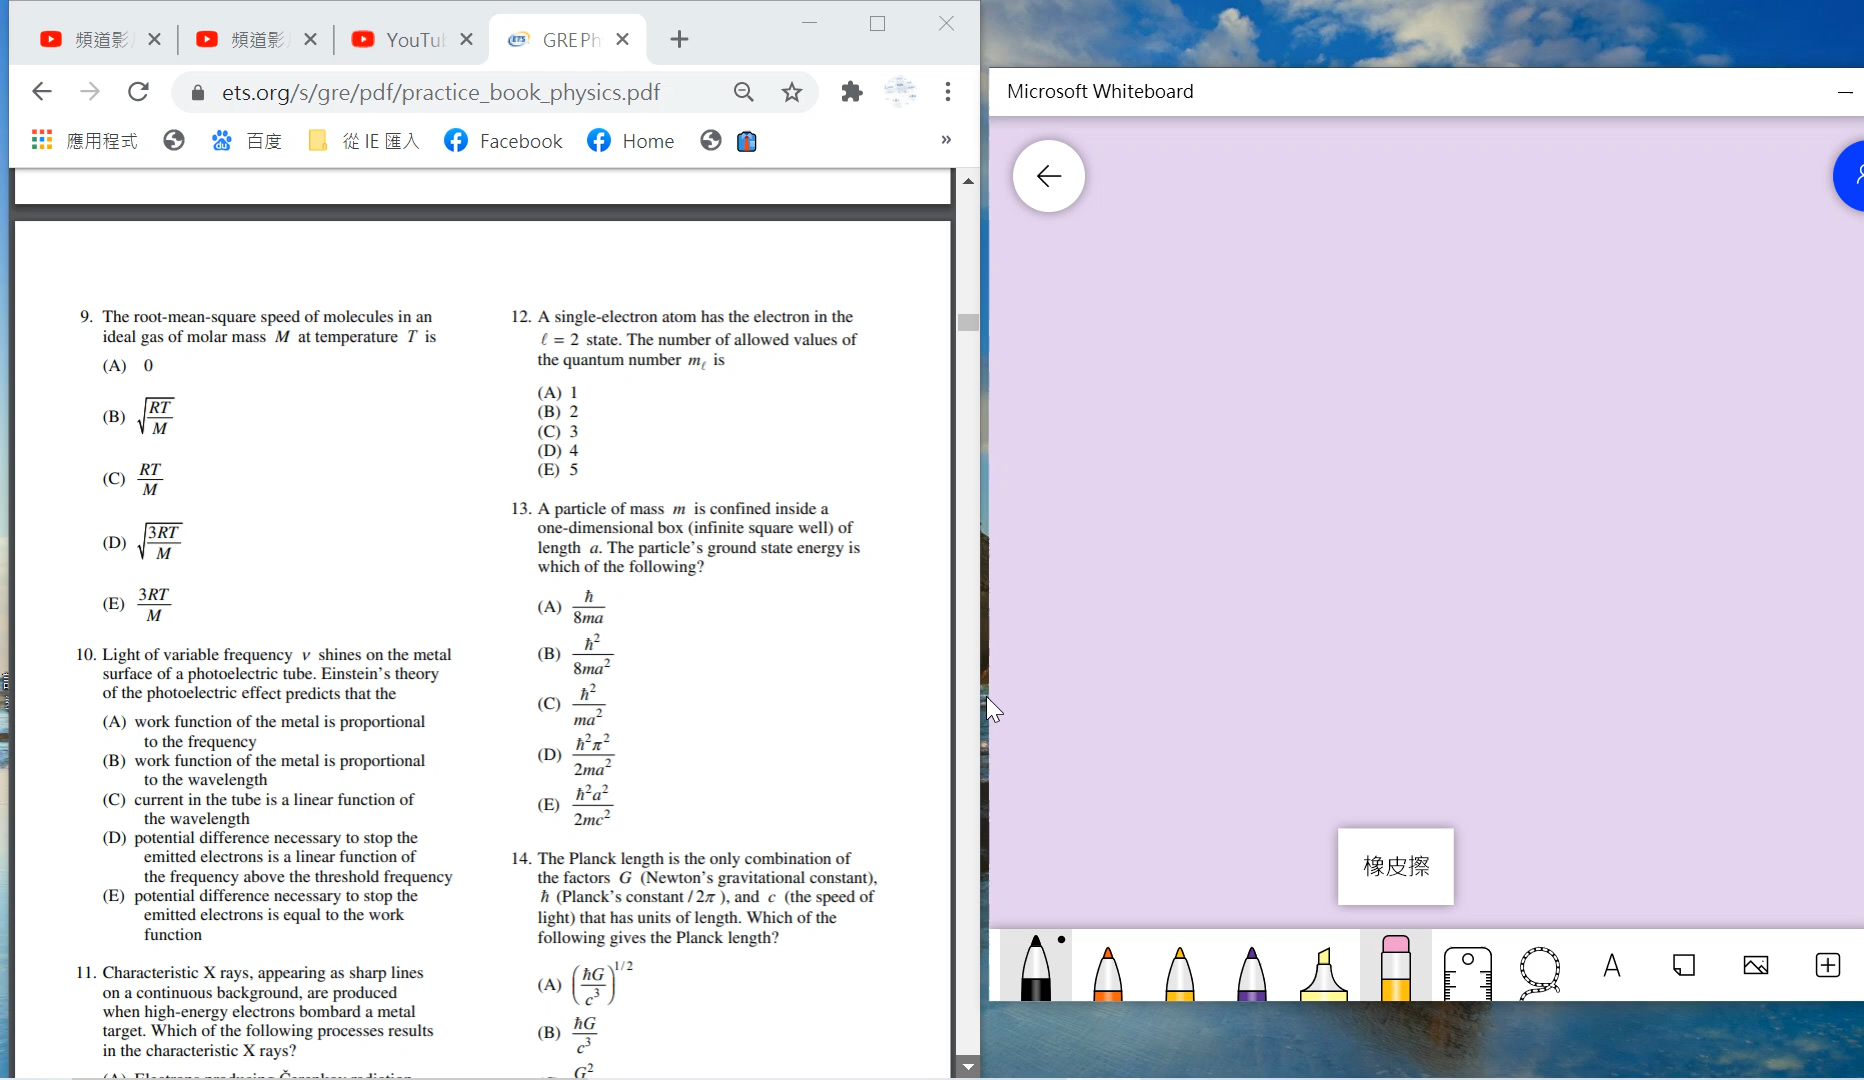 頻道影
頻道影
YouTu
GRE Ph
ets.org/s/gre/pdf/practice_book_physics.pdf
應用程式
百度
從 IE 匯入
Facebook
Home
»
Microsoft Whiteboard
9. The root-mean-square speed of molecules in an
ideal gas of molar mass M at temperature T is
(A) 0
(B) √(RT/M)
(C) RT/M
(D) √(3RT/M)
(E) 3RT/M
10. Light of variable frequency ν shines on the metal
surface of a photoelectric tube. Einstein's theory
of the photoelectric effect predicts that the
(A) work function of the metal is proportional
to the frequency
(B) work function of the metal is proportional
to the wavelength
(C) current in the tube is a linear function of
the wavelength
(D) potential difference necessary to stop the
emitted electrons is a linear function of
the frequency above the threshold frequency
(E) potential difference necessary to stop the
emitted electrons is equal to the work
function
11. Characteristic X rays, appearing as sharp lines
on a continuous background, are produced
when high-energy electrons bombard a metal
target. Which of the following processes results
in the characteristic X rays?
12. A single-electron atom has the electron in the
ℓ = 2 state. The number of allowed values of
the quantum number mℓ is
(A) 1
(B) 2
(C) 3
(D) 4
(E) 5
13. A particle of mass m is confined inside a
one-dimensional box (infinite square well) of
length a. The particle's ground state energy is
which of the following?
(A) ħ/8ma
(B) ħ²/8ma²
(C) ħ²/ma²
(D) ħ²π²/2ma²
(E) ħ²a²/2mc²
14. The Planck length is the only combination of
the factors G (Newton's gravitational constant),
ħ (Planck's constant / 2π ), and c (the speed of
light) that has units of length. Which of the
following gives the Planck length?
(A) (ħG/c³)^1/2
(B) ħG/c³
G²
橡皮擦